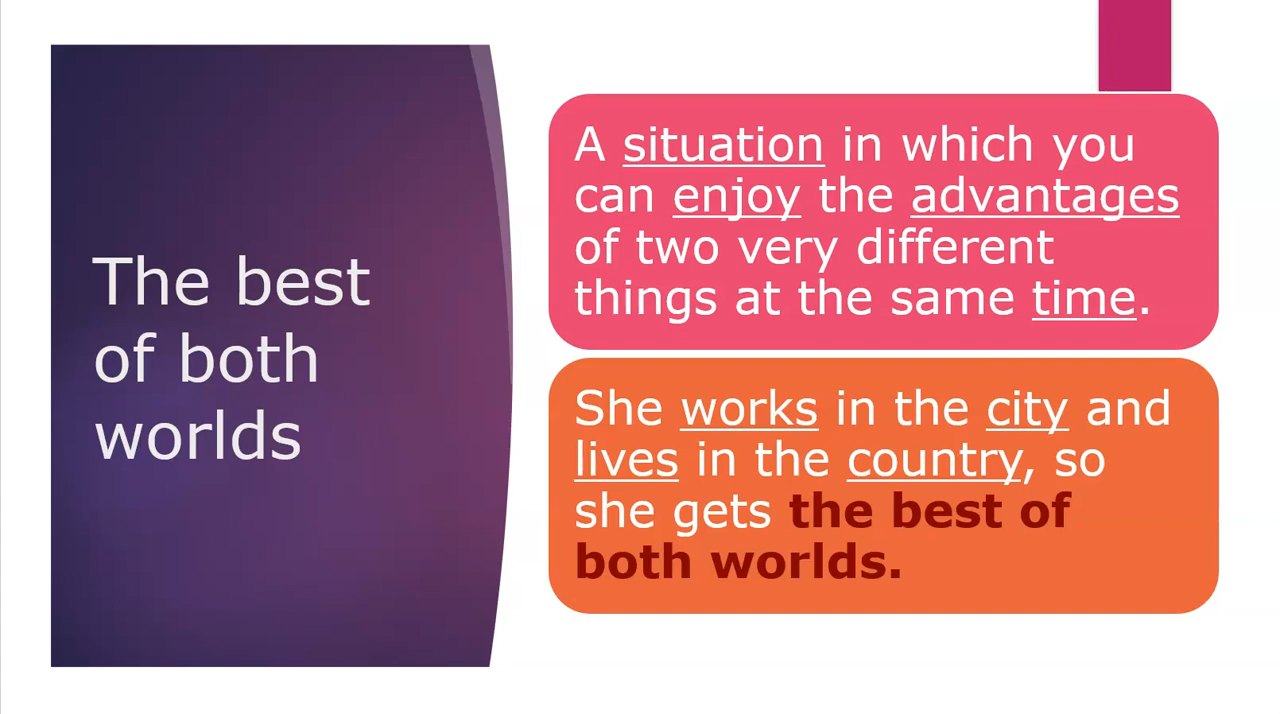 The best
of both
worlds
A situation in which you
can enjoy the advantages
of two very different
things at the same time.
She works in the city and
lives in the country, so
she gets the best of
both worlds.